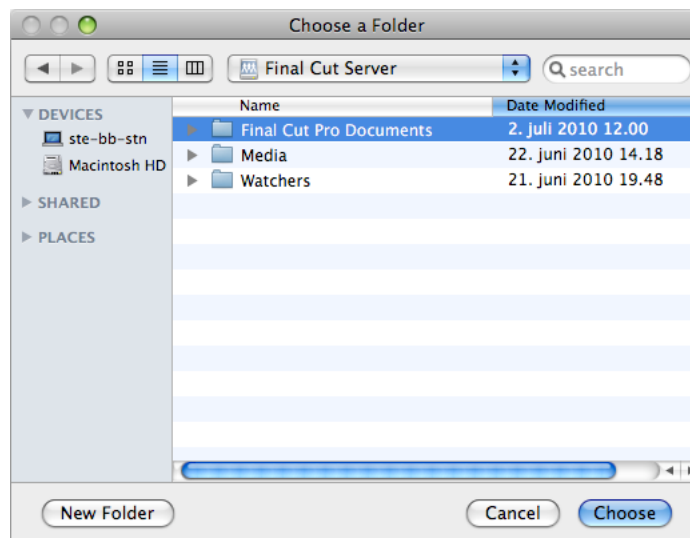 Choose a Folder
Final Cut Server
search
DEVICES
ste-bb-stn
Macintosh HD
SHARED
PLACES
Name Date Modified
Final Cut Pro Documents 2. juli 2010 12.00
Media 22. juni 2010 14.18
Watchers 21. juni 2010 19.48
New Folder Cancel Choose